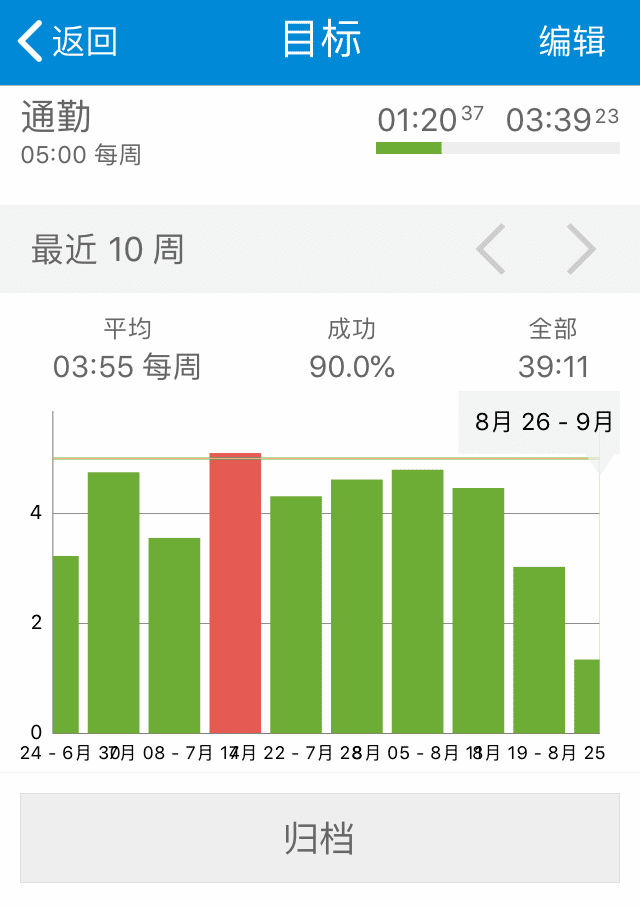 返回 目标 编辑
通勤 01:20 37 03:39 23
05:00 每周
最近 10 周
平均 成功 全部
03:55 每周 90.0% 39:11
8月 26 - 9月
4
2
0
24 - 6月 30 7月 08 - 7月 14 7月 22 - 7月 28 8月 05 - 8月 11 8月 19 - 8月 25
归档